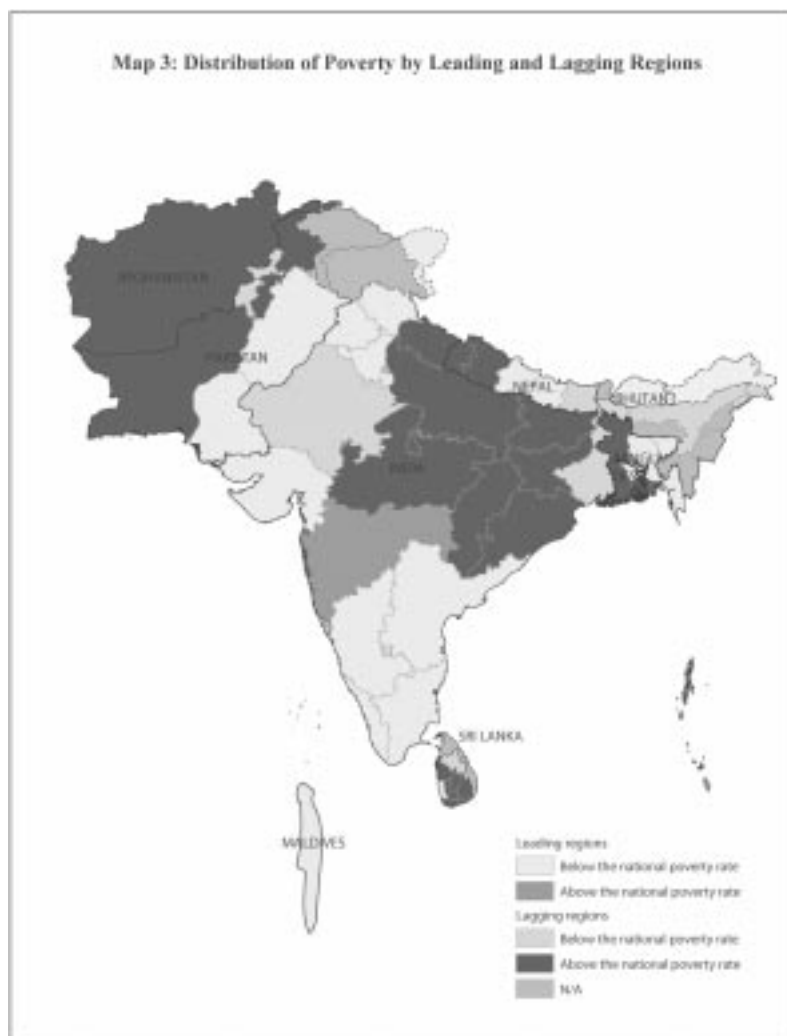 Map 3: Distribution of Poverty by Leading and Lagging Regions
AFGHANISTAN
PAKISTAN
NEPAL
BHUTAN
INDIA
SRI LANKA
MALDIVES
Leading regions
Below the national poverty rate
Above the national poverty rate
Lagging regions
Below the national poverty rate
Above the national poverty rate
N/A